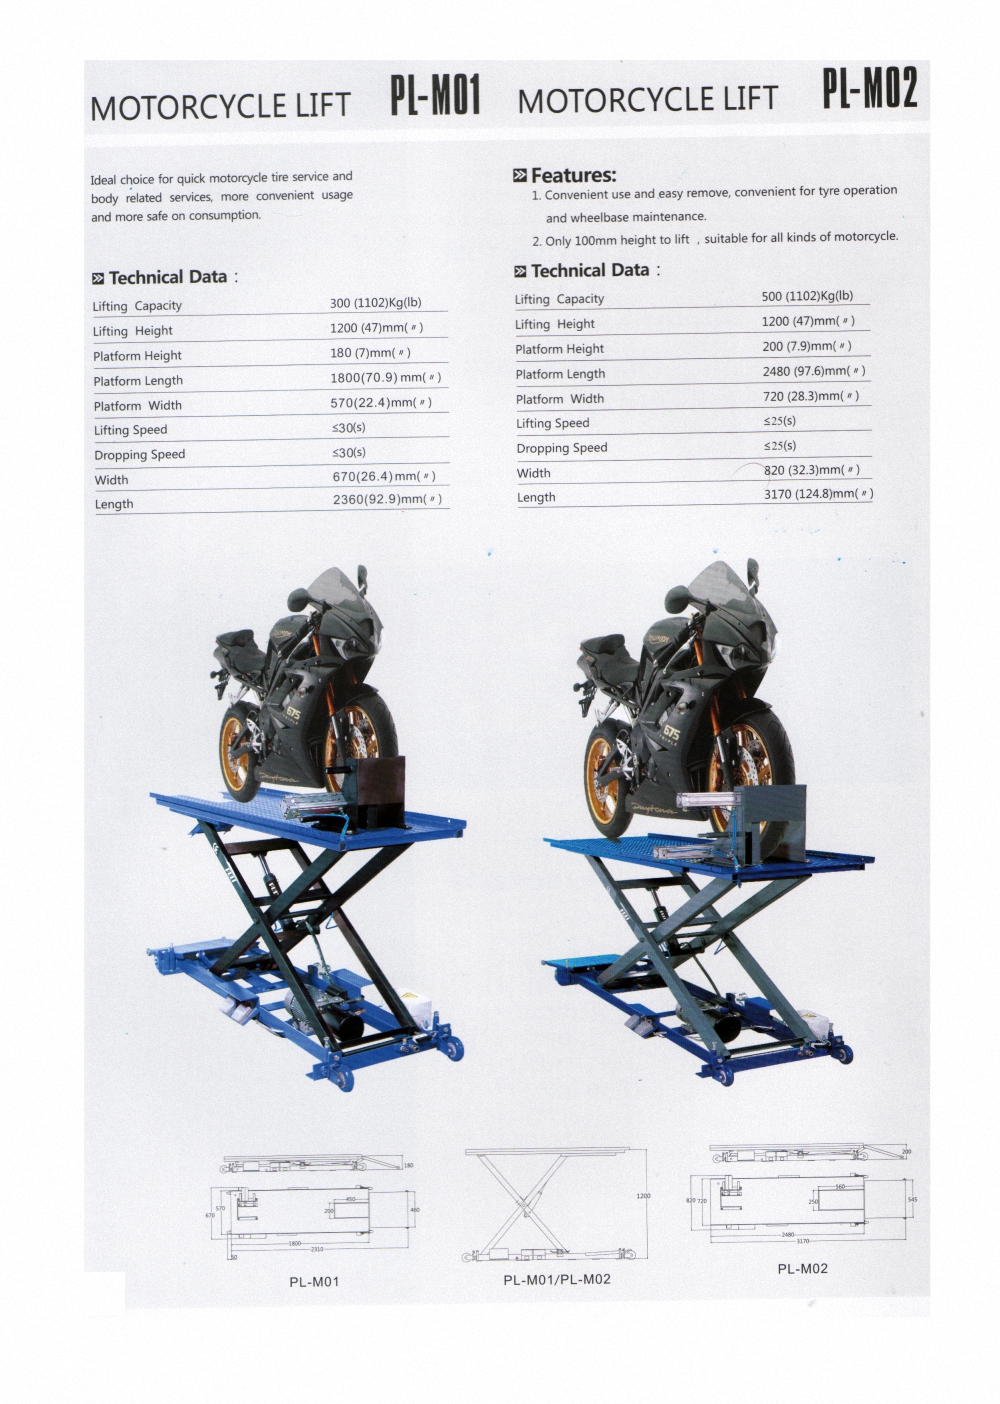 MOTORCYCLE LIFT PL-M01
Ideal choice for quick motorcycle tire service and
body related services, more convenient usage
and more safe on consumption.
Technical Data :
Lifting Capacity 300 (1102)Kg(lb)
Lifting Height 1200 (47)mm(〃)
Platform Height 180 (7)mm(〃)
Platform Length 1800(70.9) mm(〃)
Platform Width 570(22.4)mm(〃)
Lifting Speed ≤30(s)
Dropping Speed ≤30(s)
Width 670(26.4)mm(〃)
Length 2360(92.9)mm(〃)
MOTORCYCLE LIFT PL-M02
Features:
1. Convenient use and easy remove, convenient for tyre operation
and wheelbase maintenance.
2. Only 100mm height to lift , suitable for all kinds of motorcycle.
Technical Data :
Lifting Capacity 500 (1102)Kg(lb)
Lifting Height 1200 (47)mm(〃)
Platform Height 200 (7.9)mm(〃)
Platform Length 2480 (97.6)mm(〃)
Platform Width 720 (28.3)mm(〃)
Lifting Speed ≤25(s)
Dropping Speed ≤25(s)
Width 820 (32.3)mm(〃)
Length 3170 (124.8)mm(〃)
TRIUMPH
675
Daytona
TRIUMPH
675
Daytona
180
670
570
450
200
460
1800
2310
50
PL-M01
1200
PL-M01/PL-M02
200
820
720
560
250
545
2480
3170
PL-M02